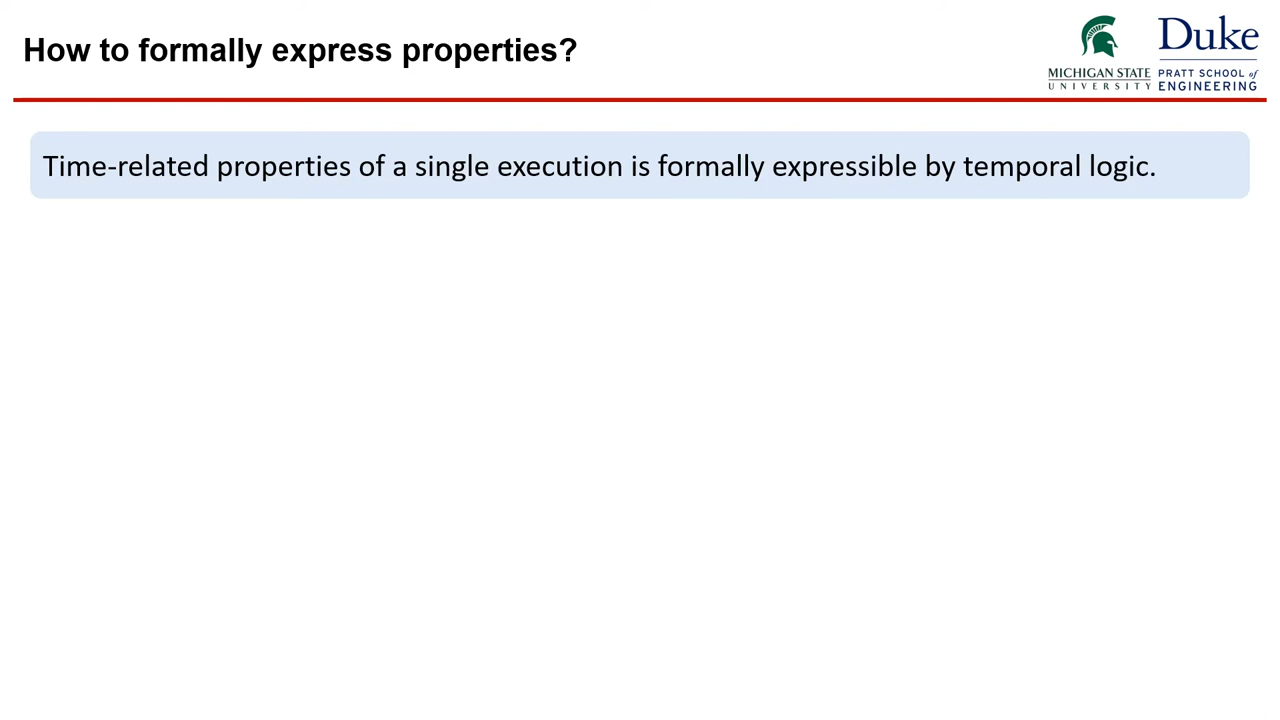 How to formally express properties?
MICHIGAN STATE
UNIVERSITY
Duke
PRATT SCHOOL of
ENGINEERING
Time-related properties of a single execution is formally expressible by temporal logic.